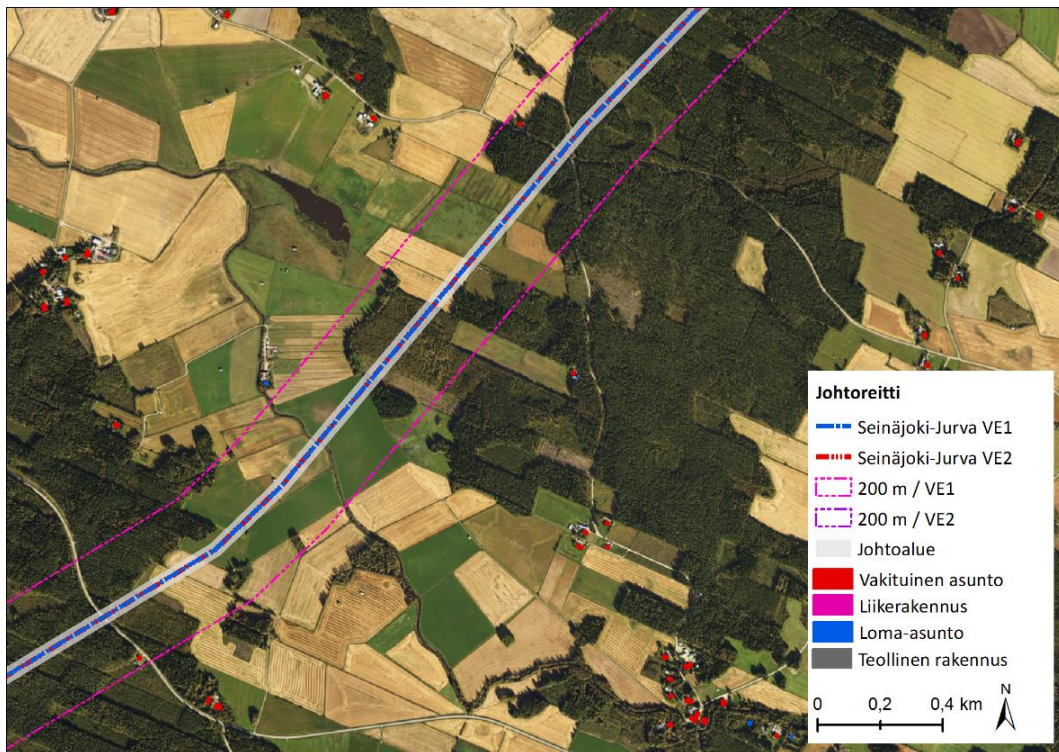 Johtoreitti
Seinäjoki-Jurva VE1
Seinäjoki-Jurva VE2
200 m / VE1
200 m / VE2
Johtoalue
Vakituinen asunto
Liikerakennus
Loma-asunto
Teollinen rakennus
0 0,2 0,4 km
N